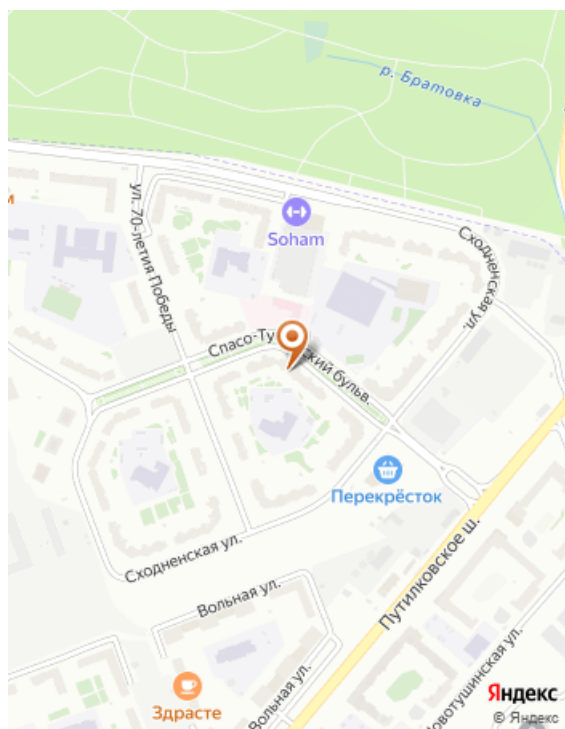 р. Братовка
и
Soham
ул. 70-летия Победы
Сходненская ул.
Спасо-Ту
ский бульв.
Перекрёсток
Сходненская ул.
Путилковское ш.
Вольная ул.
Вольная ул.
Здрасте
Новотушинская ул.
Яндекс
© Яндекс